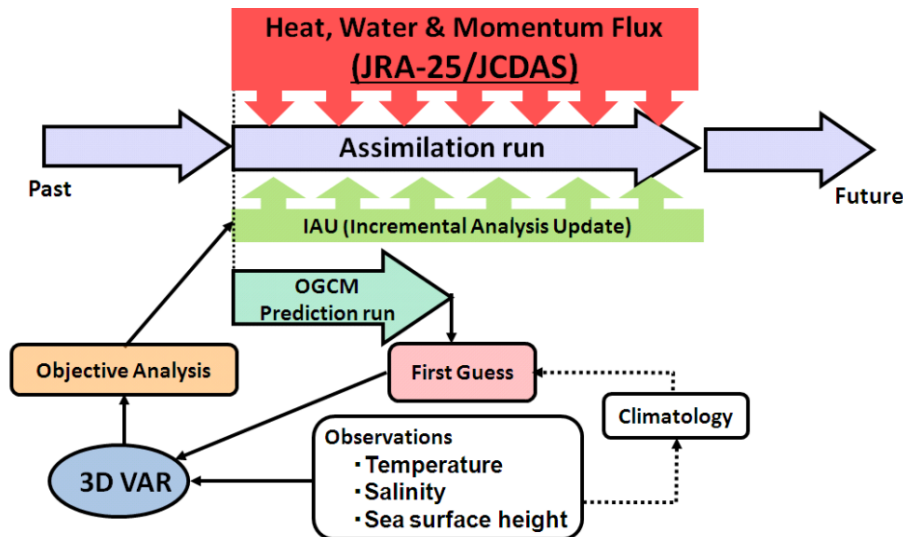 Heat, Water & Momentum Flux
(JRA-25/JCDAS)
Assimilation run
Past
Future
IAU (Incremental Analysis Update)
OGCM
Prediction run
Objective Analysis
First Guess
Climatology
Observations
・Temperature
・Salinity
・Sea surface height
3D VAR